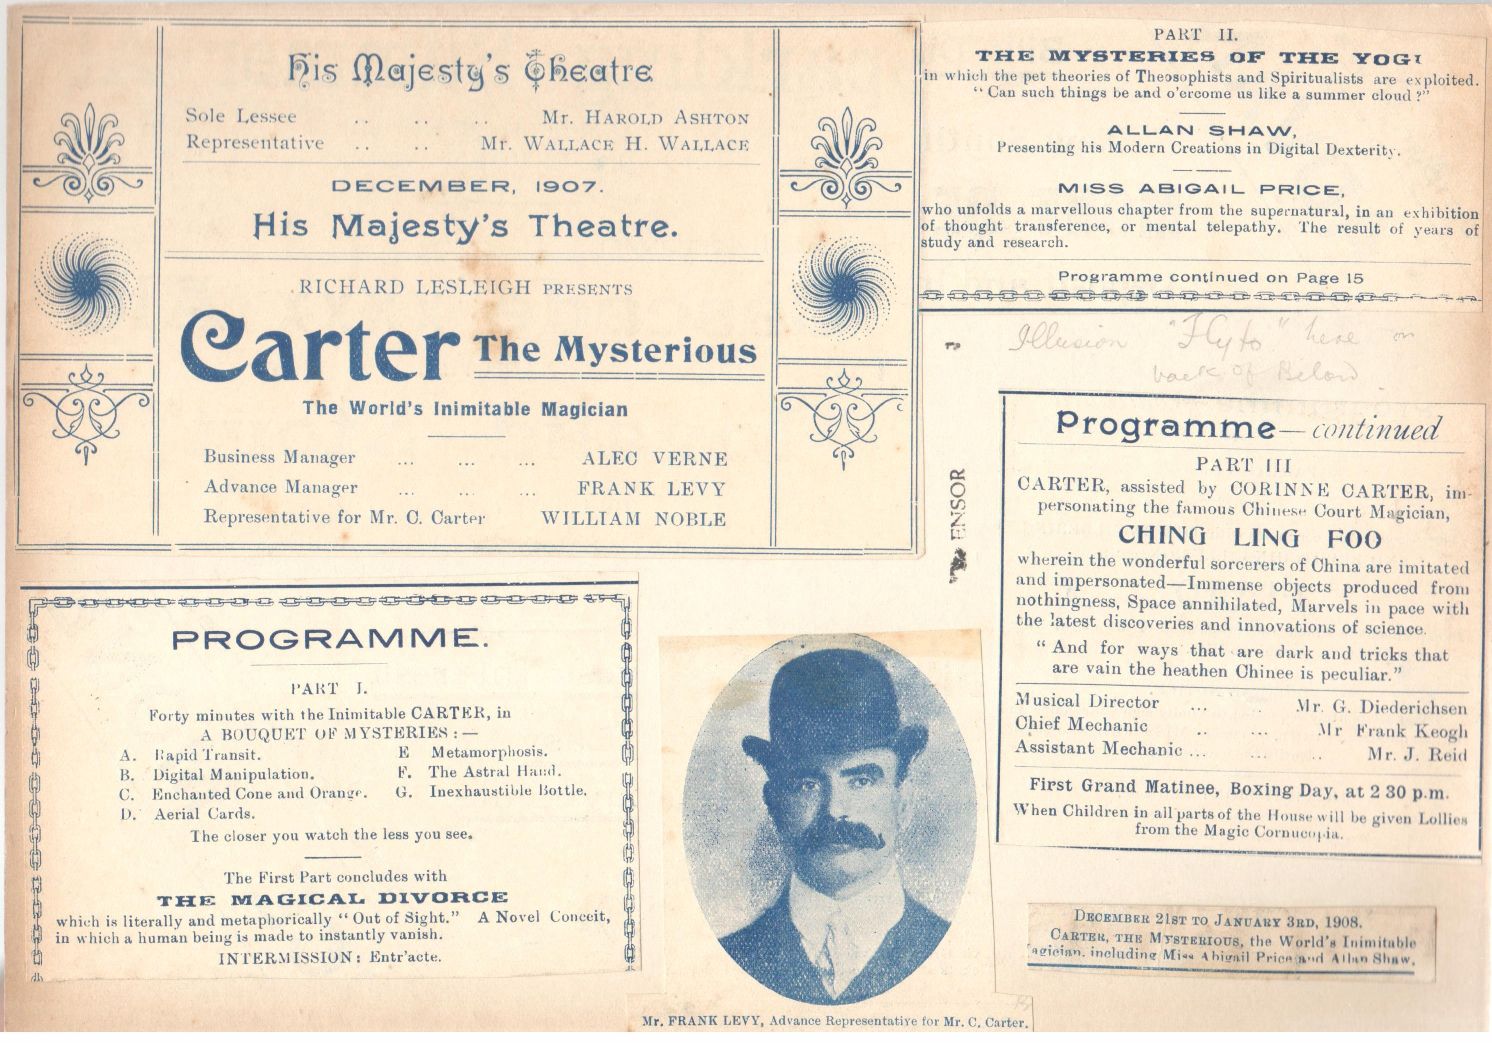 His Majesty's Theatre
Sole Lessee .. .. .. Mr. HAROLD ASHTON
Representative .. .. Mr. WALLACE H. WALLACE
DECEMBER, 1907.
His Majesty's Theatre.
RICHARD LESLEIGH PRESENTS
Carter The Mysterious
The World's Inimitable Magician
Business Manager ... ... ... ALEC VERNE
Advance Manager ... ... ... FRANK LEVY
Representative for Mr. C. Carter WILLIAM NOBLE
PROGRAMME.
PART I.
Forty minutes with the Inimitable CARTER, in
A BOUQUET OF MYSTERIES :—
A. Rapid Transit. E Metamorphosis.
B. Digital Manipulation. F. The Astral Hand.
C. Enchanted Cone and Orange. G. Inexhaustible Bottle.
D. Aerial Cards.
The closer you watch the less you see.
The First Part concludes with
THE MAGICAL DIVORCE
which is literally and metaphorically "Out of Sight." A Novel Conceit,
in which a human being is made to instantly vanish.
INTERMISSION: Entr'acte.
PART II.
THE MYSTERIES OF THE YOGI
in which the pet theories of Theosophists and Spiritualists are exploited.
"Can such things be and o'ercome us like a summer cloud?"
ALLAN SHAW,
Presenting his Modern Creations in Digital Dexterity.
MISS ABIGAIL PRICE,
who unfolds a marvellous chapter from the supernatural, in an exhibition
of thought transference, or mental telepathy. The result of years of
study and research.
Programme continued on Page 15
Illusion "Fly to" here on
back of Below.
ENSOR
Programme—continued
PART III
CARTER, assisted by CORINNE CARTER, im-
personating the famous Chinese Court Magician,
CHING LING FOO
wherein the wonderful sorcerers of China are imitated
and impersonated—Immense objects produced from
nothingness, Space annihilated, Marvels in pace with
the latest discoveries and innovations of science.
"And for ways that are dark and tricks that
are vain the heathen Chinee is peculiar."
Musical Director ... .. Mr. G. Diederichsen
Chief Mechanic .. ... Mr Frank Keogh
Assistant Mechanic ... ... .. Mr. J. Reid
First Grand Matinee, Boxing Day, at 2 30 p.m.
When Children in all parts of the House will be given Lollies
from the Magic Cornucopia.
DECEMBER 21ST TO JANUARY 3RD, 1908.
CARTER, THE MYSTERIOUS, the World's Inimitable
Magician, including Miss Abigail Price and Allan Shaw.
Mr. FRANK LEVY, Advance Representative for Mr. C. Carter.